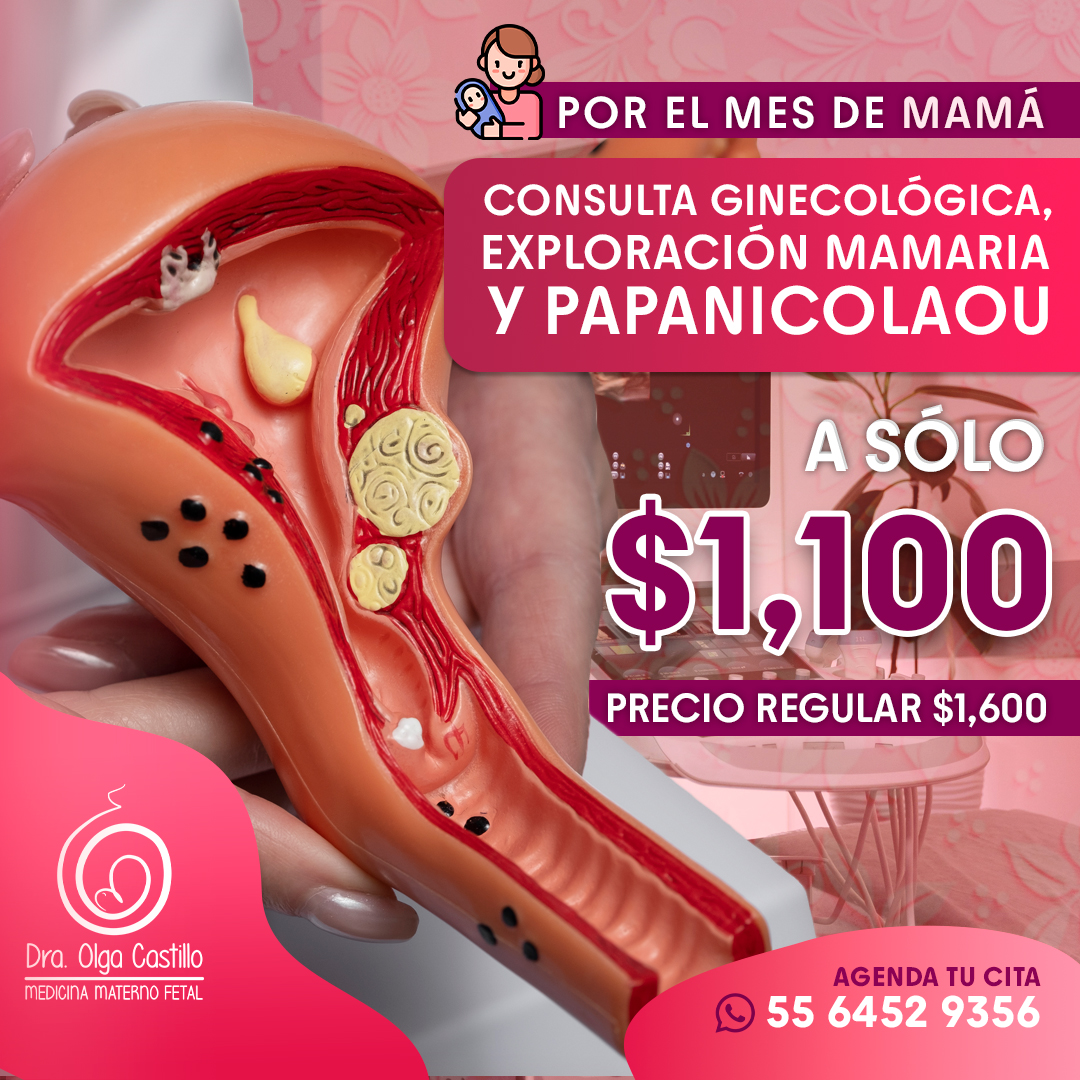 POR EL MES DE MAMÁ
CONSULTA GINECOLÓGICA,
EXPLORACIÓN MAMARIA
Y PAPANICOLAOU
A SÓLO
$1,100
PRECIO REGULAR $1,600
Dra. Olga Castillo
MEDICINA MATERNO FETAL
AGENDA TU CITA
55 6452 9356